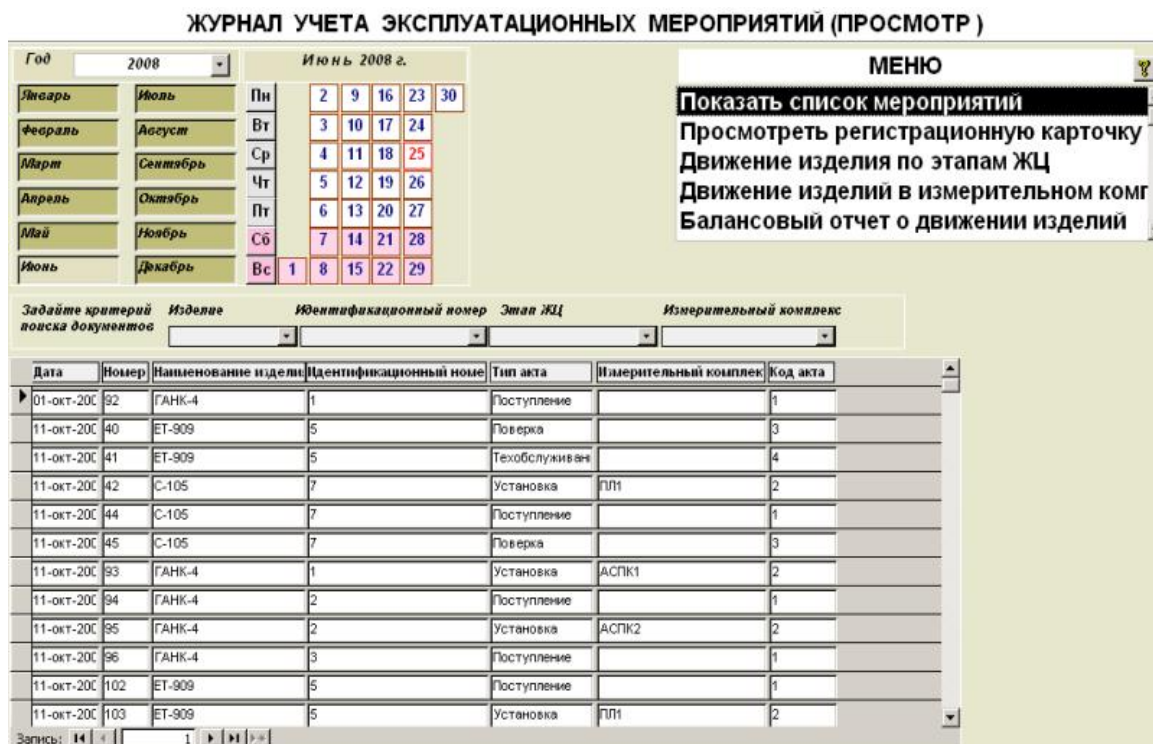 ЖУРНАЛ УЧЕТА ЭКСПЛУАТАЦИОННЫХ МЕРОПРИЯТИЙ (ПРОСМОТР )
Год 2008
Январь Июль
Февраль Август
Март Сентябрь
Апрель Октябрь
Май Ноябрь
Июнь Декабрь
Июнь 2008 г.
Пн 2 9 16 23 30
Вт 3 10 17 24
Ср 4 11 18 25
Чт 5 12 19 26
Пт 6 13 20 27
Сб 7 14 21 28
Вс 1 8 15 22 29
МЕНЮ ?
Показать список мероприятий
Просмотреть регистрационную карточку
Движение изделия по этапам ЖЦ
Движение изделий в измерительном комп
Балансовый отчет о движении изделий
Задайте критерий поиска документов
Изделие Идентификационный номер Этап ЖЦ Измерительный комплекс
Дата Номер Наименование издели Идентификационный номе Тип акта Измерительный комплек Код акта
01-окт-200 92 ГАНК-4 1 Поступление 1
11-окт-200 40 ЕТ-909 5 Поверка 3
11-окт-200 41 ЕТ-909 5 Техобслуживан 4
11-окт-200 42 С-105 7 Установка ПЛ1 2
11-окт-200 44 С-105 7 Поступление 1
11-окт-200 45 С-105 7 Поверка 3
11-окт-200 93 ГАНК-4 1 Установка АСПК1 2
11-окт-200 94 ГАНК-4 2 Поступление 1
11-окт-200 95 ГАНК-4 2 Установка АСПК2 2
11-окт-200 96 ГАНК-4 3 Поступление 1
11-окт-200 102 ЕТ-909 5 Поступление 1
11-окт-200 103 ЕТ-909 5 Установка ПЛ1 2
Запись: 1